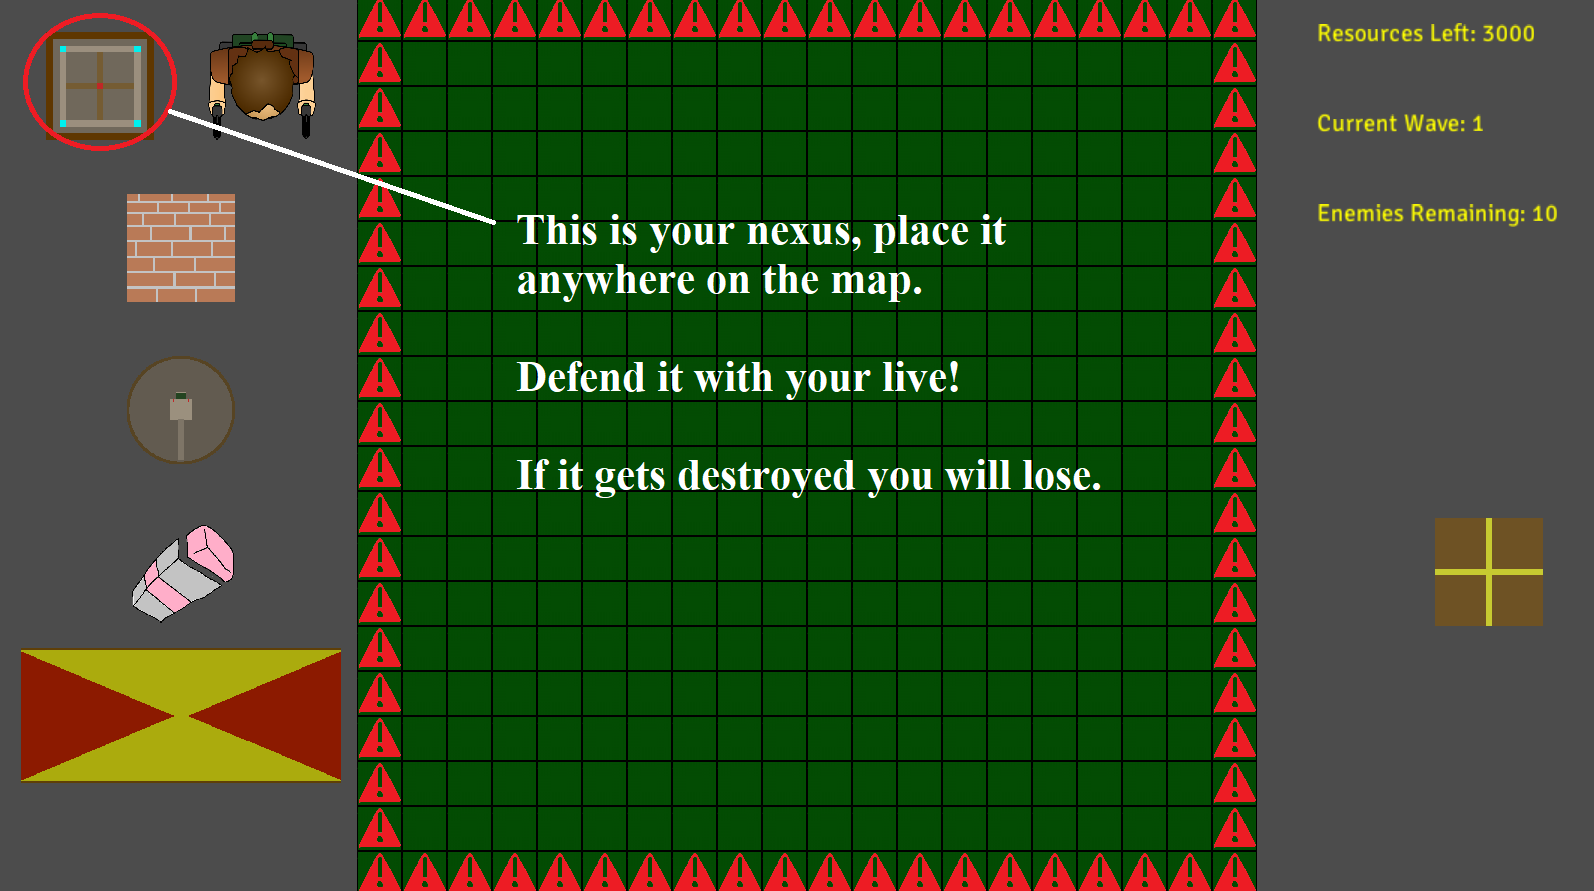 Resources Left: 3000
Current Wave: 1
Enemies Remaining: 10
This is your nexus, place it
anywhere on the map.
Defend it with your live!
If it gets destroyed you will lose.